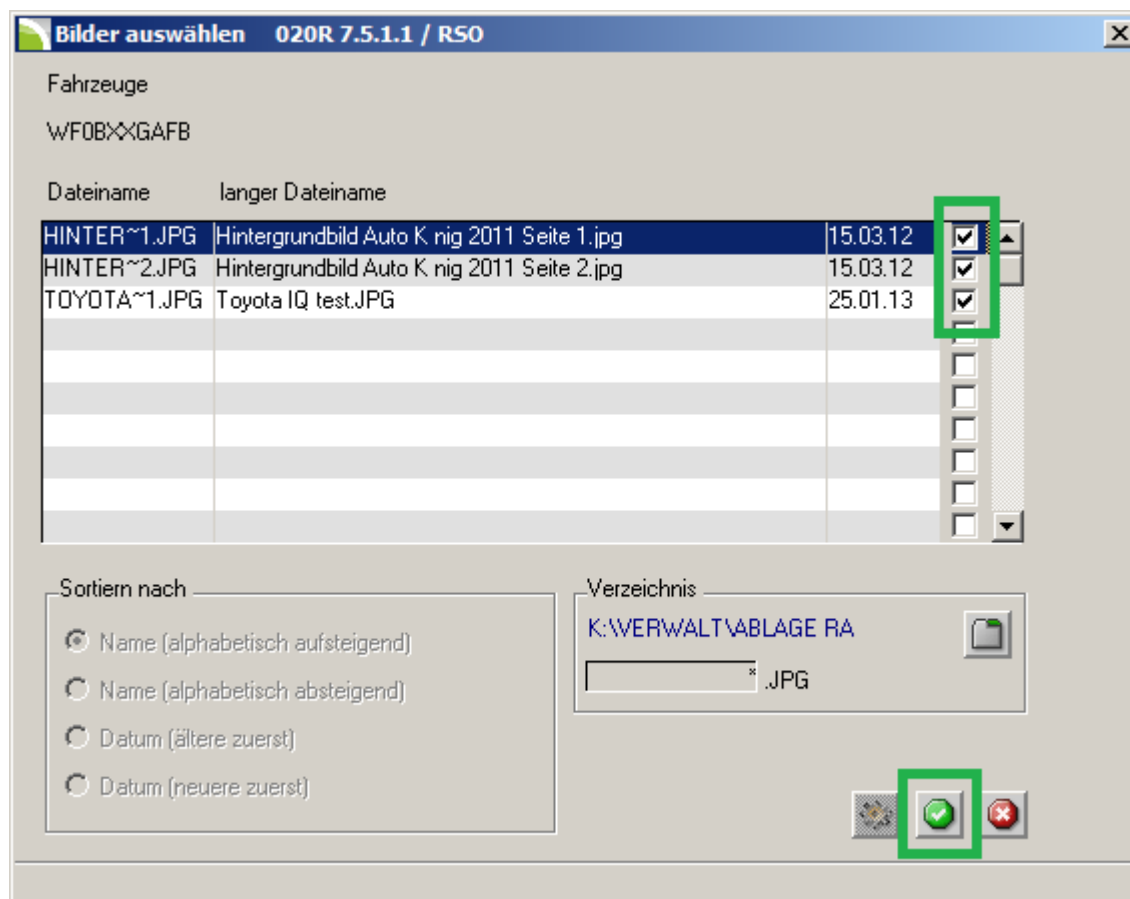 Bilder auswählen 020R 7.5.1.1 / RSO
Fahrzeuge
WF0BXXGAFB
Dateiname langer Dateiname
HINTER~1.JPG Hintergrundbild Auto K nig 2011 Seite 1.jpg 15.03.12
HINTER~2.JPG Hintergrundbild Auto K nig 2011 Seite 2.jpg 15.03.12
TOYOTA~1.JPG Toyota IQ test.JPG 25.01.13
Sortiern nach
Name (alphabetisch aufsteigend)
Name (alphabetisch absteigend)
Datum (ältere zuerst)
Datum (neuere zuerst)
Verzeichnis
K:\VERWALT\ABLAGE RA
* .JPG